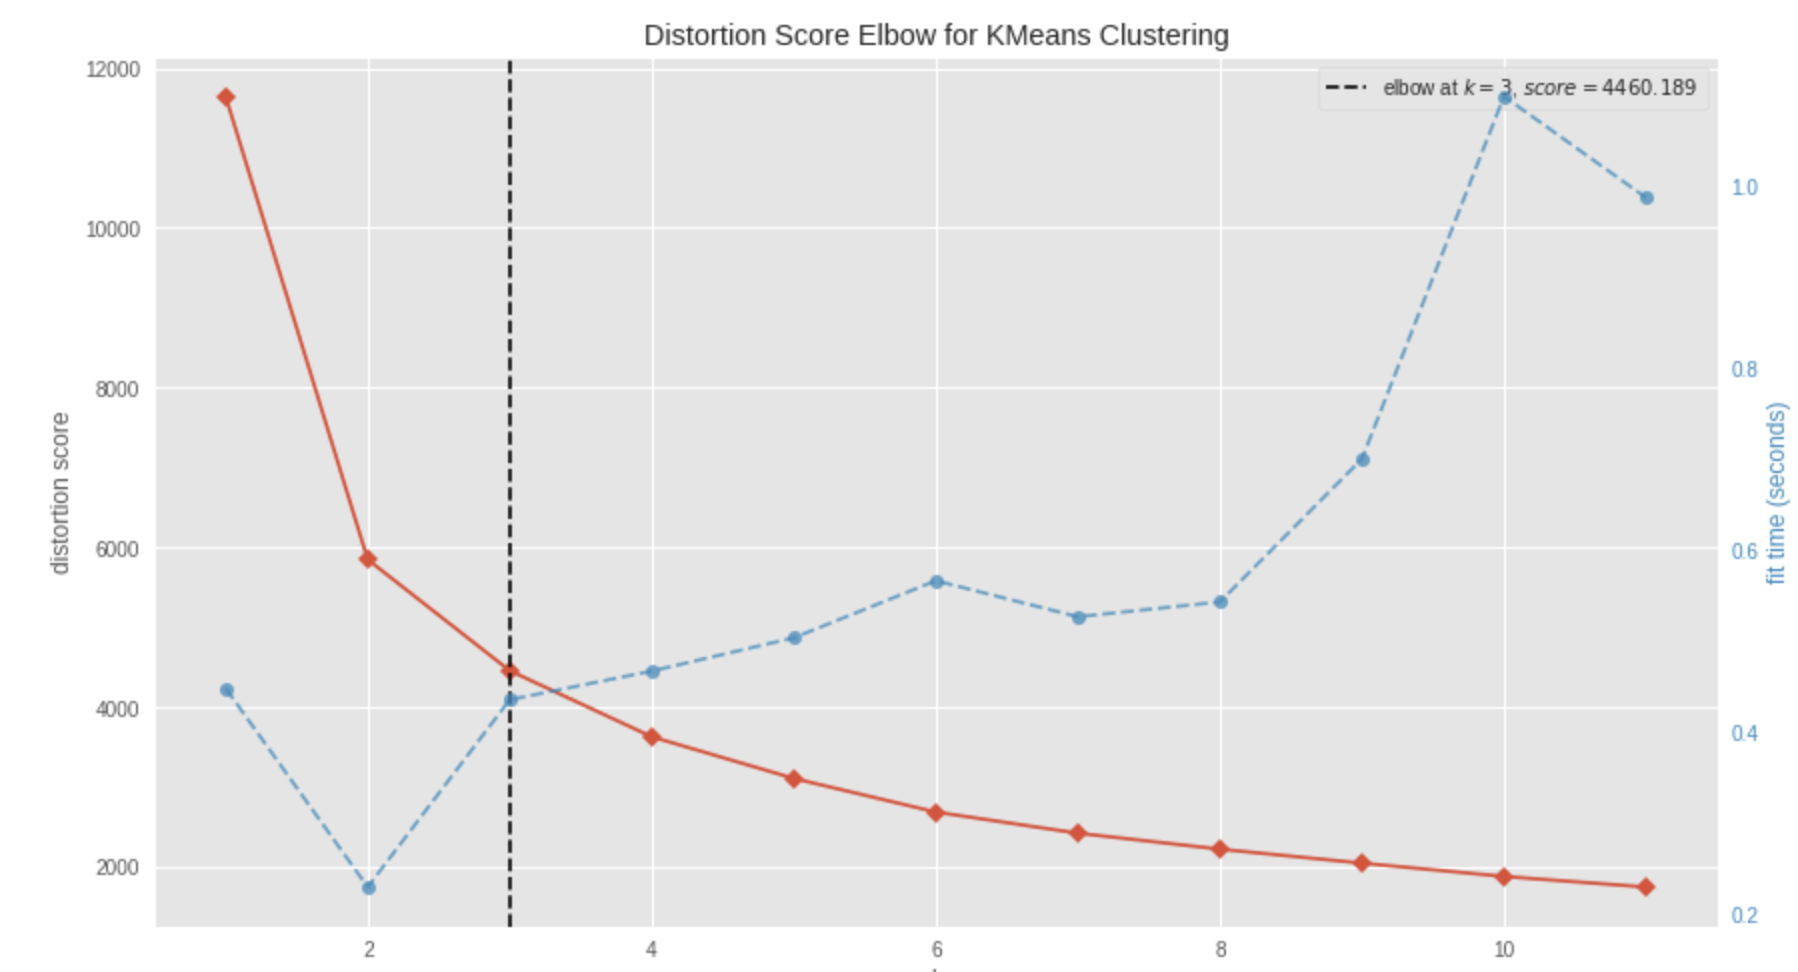 Distortion Score Elbow for KMeans Clustering
elbow at k = 3, score = 4460.189
12000
10000
8000
6000
4000
2000
distortion score
1.0
0.8
0.6
0.4
0.2
fit time (seconds)
2 4 6 8 10